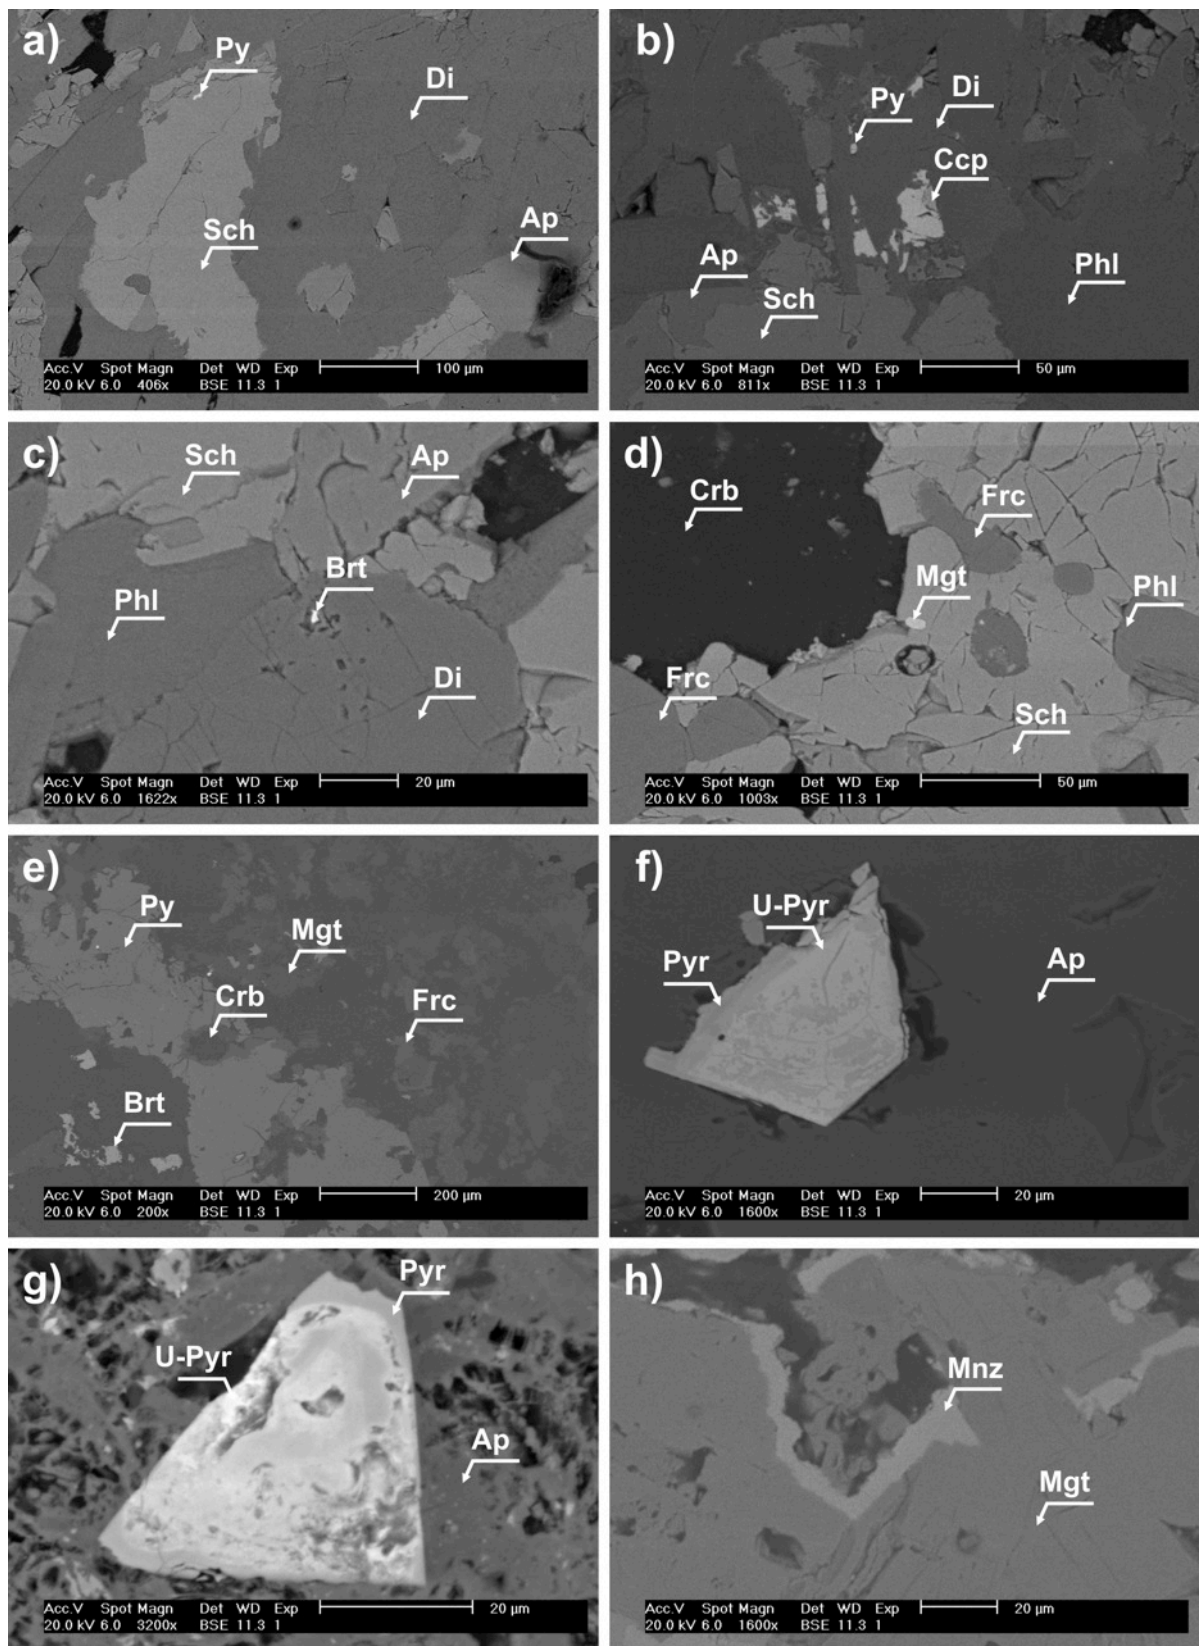 a)
Py
Di
Sch
Ap
Acc.V Spot Magn Det WD Exp 100 µm
20.0 kV 6.0 406x BSE 11.3 1
b)
Di
Py
Ccp
Ap
Sch
Phl
Acc.V Spot Magn Det WD Exp 50 µm
20.0 kV 6.0 811x BSE 11.3 1
c)
Sch
Ap
Brt
Phl
Di
Acc.V Spot Magn Det WD Exp 20 µm
20.0 kV 6.0 1622x BSE 11.3 1
d)
Crb
Frc
Mgt
Phl
Frc
Sch
Acc.V Spot Magn Det WD Exp 50 µm
20.0 kV 6.0 1003x BSE 11.3 1
e)
Py
Mgt
Crb
Frc
Brt
Acc.V Spot Magn Det WD Exp 200 µm
20.0 kV 6.0 200x BSE 11.3 1
f)
U-Pyr
Pyr
Ap
Acc.V Spot Magn Det WD Exp 20 µm
20.0 kV 6.0 1600x BSE 11.3 1
g)
Pyr
U-Pyr
Ap
Acc.V Spot Magn Det WD Exp 20 µm
20.0 kV 6.0 3200x BSE 11.3 1
h)
Mnz
Mgt
Acc.V Spot Magn Det WD Exp 20 µm
20.0 kV 6.0 1600x BSE 11.3 1